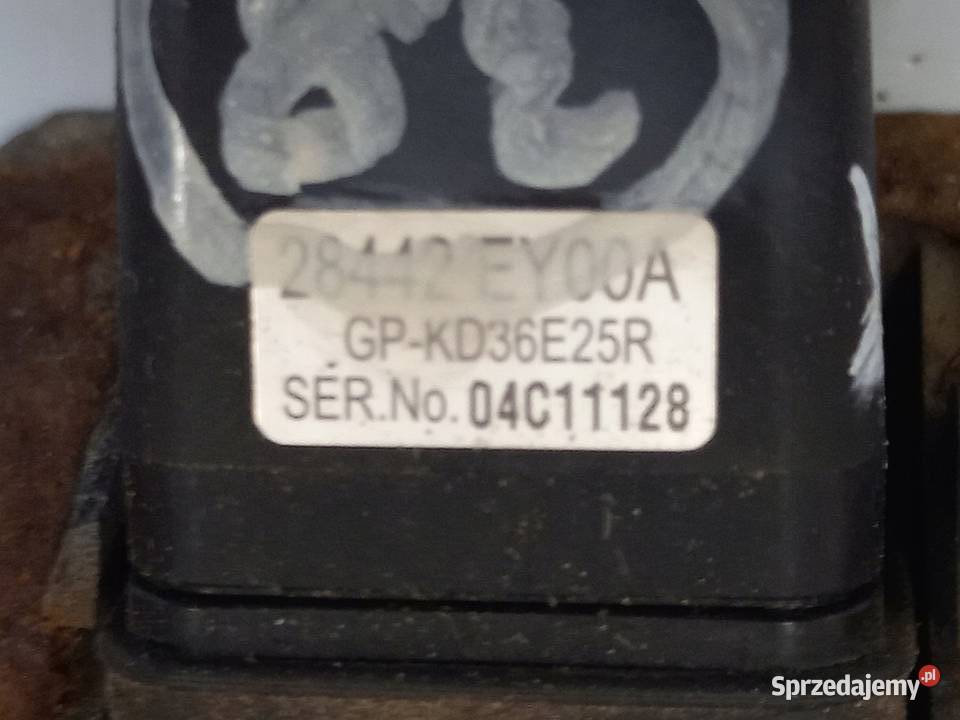 28442 EY00A
GP-KD36E25R
SER.No. 04C11128
Sprzedajemy.pl